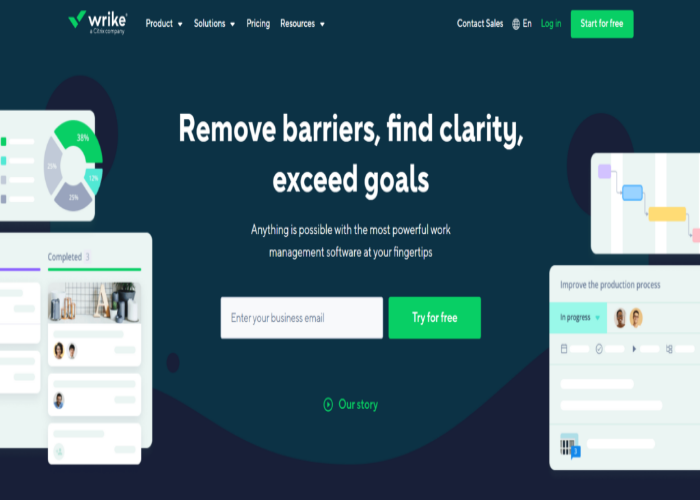 wrike
a Citrix company
Product
Solutions
Pricing
Resources
Contact Sales
En
Log in
Start for free
Remove barriers, find clarity,
exceed goals
Anything is possible with the most powerful work
management software at your fingertips
Enter your business email
Try for free
Our story
38%
12%
25%
25%
Completed 3
A
Improve the production process
In progress
3